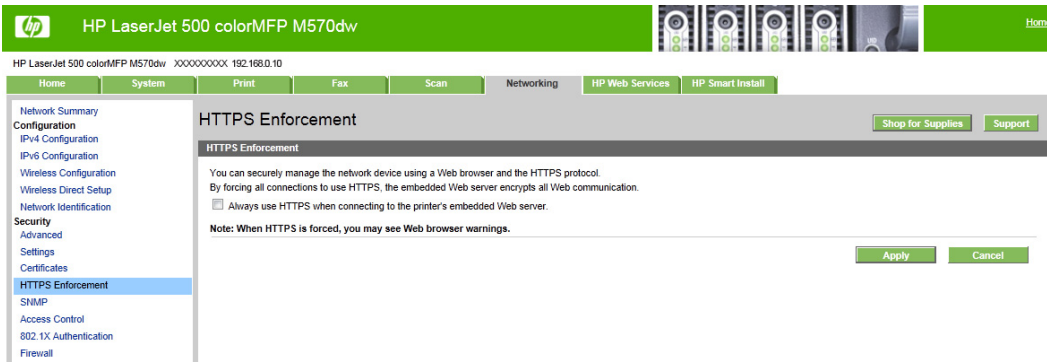 hp
HP LaserJet 500 colorMFP M570dw
Home
HP LaserJet 500 colorMFP M570dw XXXXXXXXX 192.168.0.10
Home System Print Fax Scan Networking HP Web Services HP Smart Install
Network Summary
Configuration
IPv4 Configuration
IPv6 Configuration
Wireless Configuration
Wireless Direct Setup
Network Identification
Security
Advanced
Settings
Certificates
HTTPS Enforcement
SNMP
Access Control
802.1X Authentication
Firewall
HTTPS Enforcement
Shop for Supplies Support
HTTPS Enforcement
You can securely manage the network device using a Web browser and the HTTPS protocol.
By forcing all connections to use HTTPS, the embedded Web server encrypts all Web communication.
Always use HTTPS when connecting to the printer's embedded Web server.
Note: When HTTPS is forced, you may see Web browser warnings.
Apply Cancel